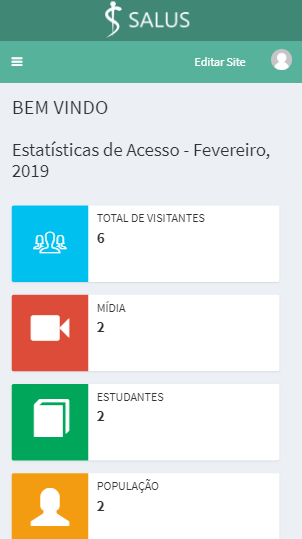 SALUS
Editar Site
BEM VINDO
Estatísticas de Acesso - Fevereiro,
2019
TOTAL DE VISITANTES
6
MÍDIA
2
ESTUDANTES
2
POPULAÇÃO
2